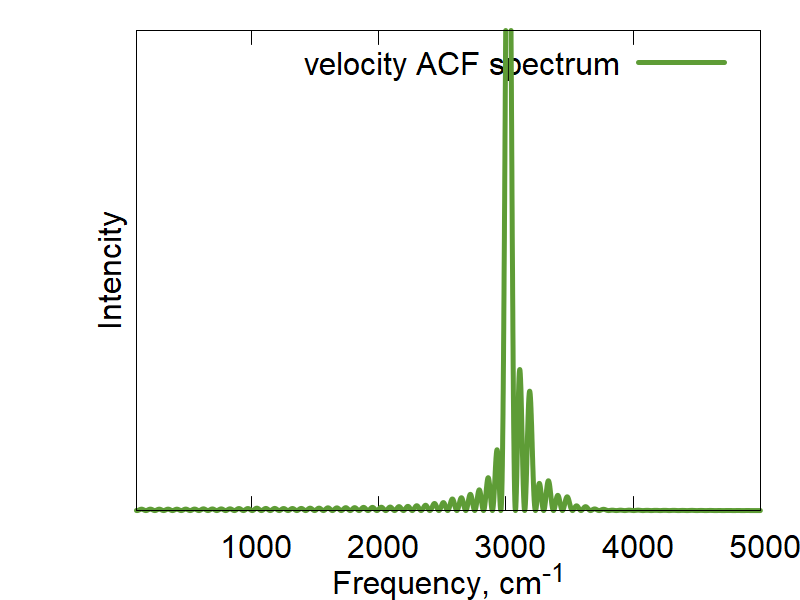 velocity ACF spectrum
Intencity
1000 2000 3000 4000 5000
Frequency, cm-1